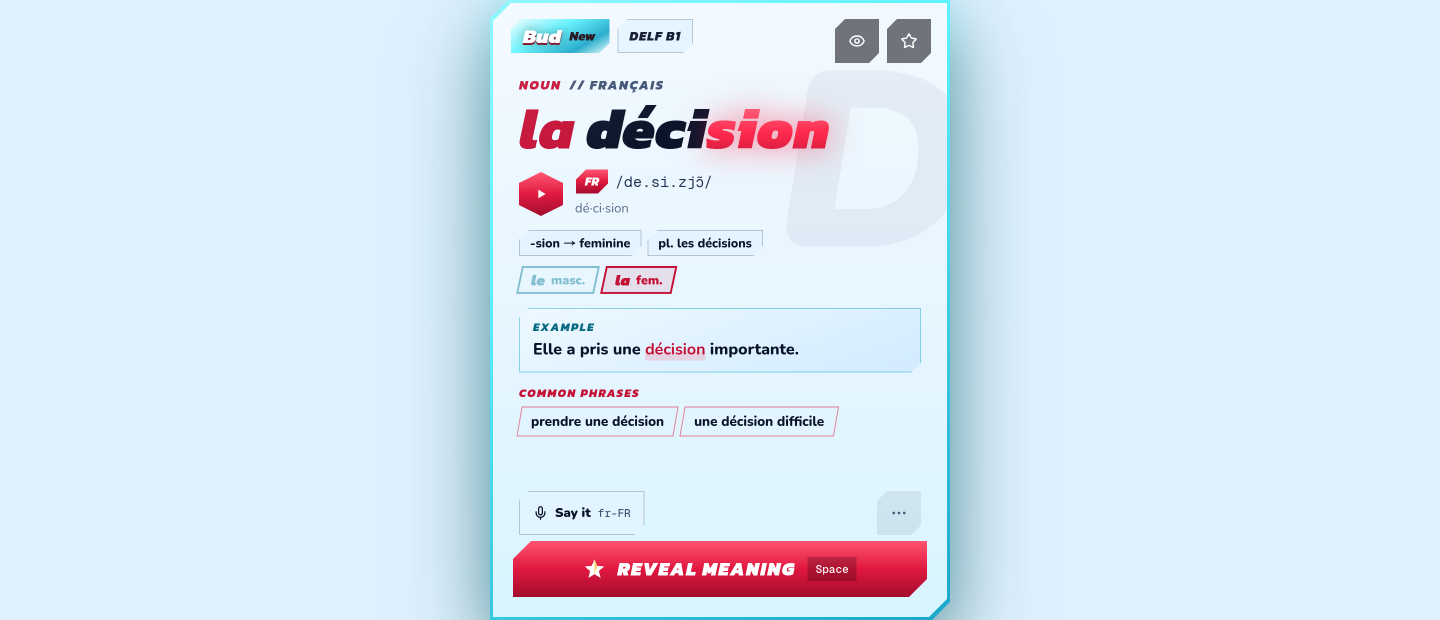 Bud New DELF B1
NOUN // FRANÇAIS
la décision
FR /de.si.zjɔ̃/
dé·ci·sion
-sion → feminine pl. les décisions
le masc. la fem.
EXAMPLE
Elle a pris une décision importante.
COMMON PHRASES
prendre une décision une décision difficile
Say it fr-FR
REVEAL MEANING Space
D